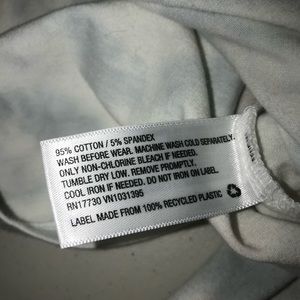 95% COTTON / 5% SPANDEX
WASH BEFORE WEAR. MACHINE WASH COLD SEPARATELY.
ONLY NON-CHLORINE BLEACH IF NEEDED.
TUMBLE DRY LOW. REMOVE PROMPTLY.
COOL IRON IF NEEDED. DO NOT IRON ON LABEL.
RN17730 VN1031395
LABEL MADE FROM 100% RECYCLED PLASTIC